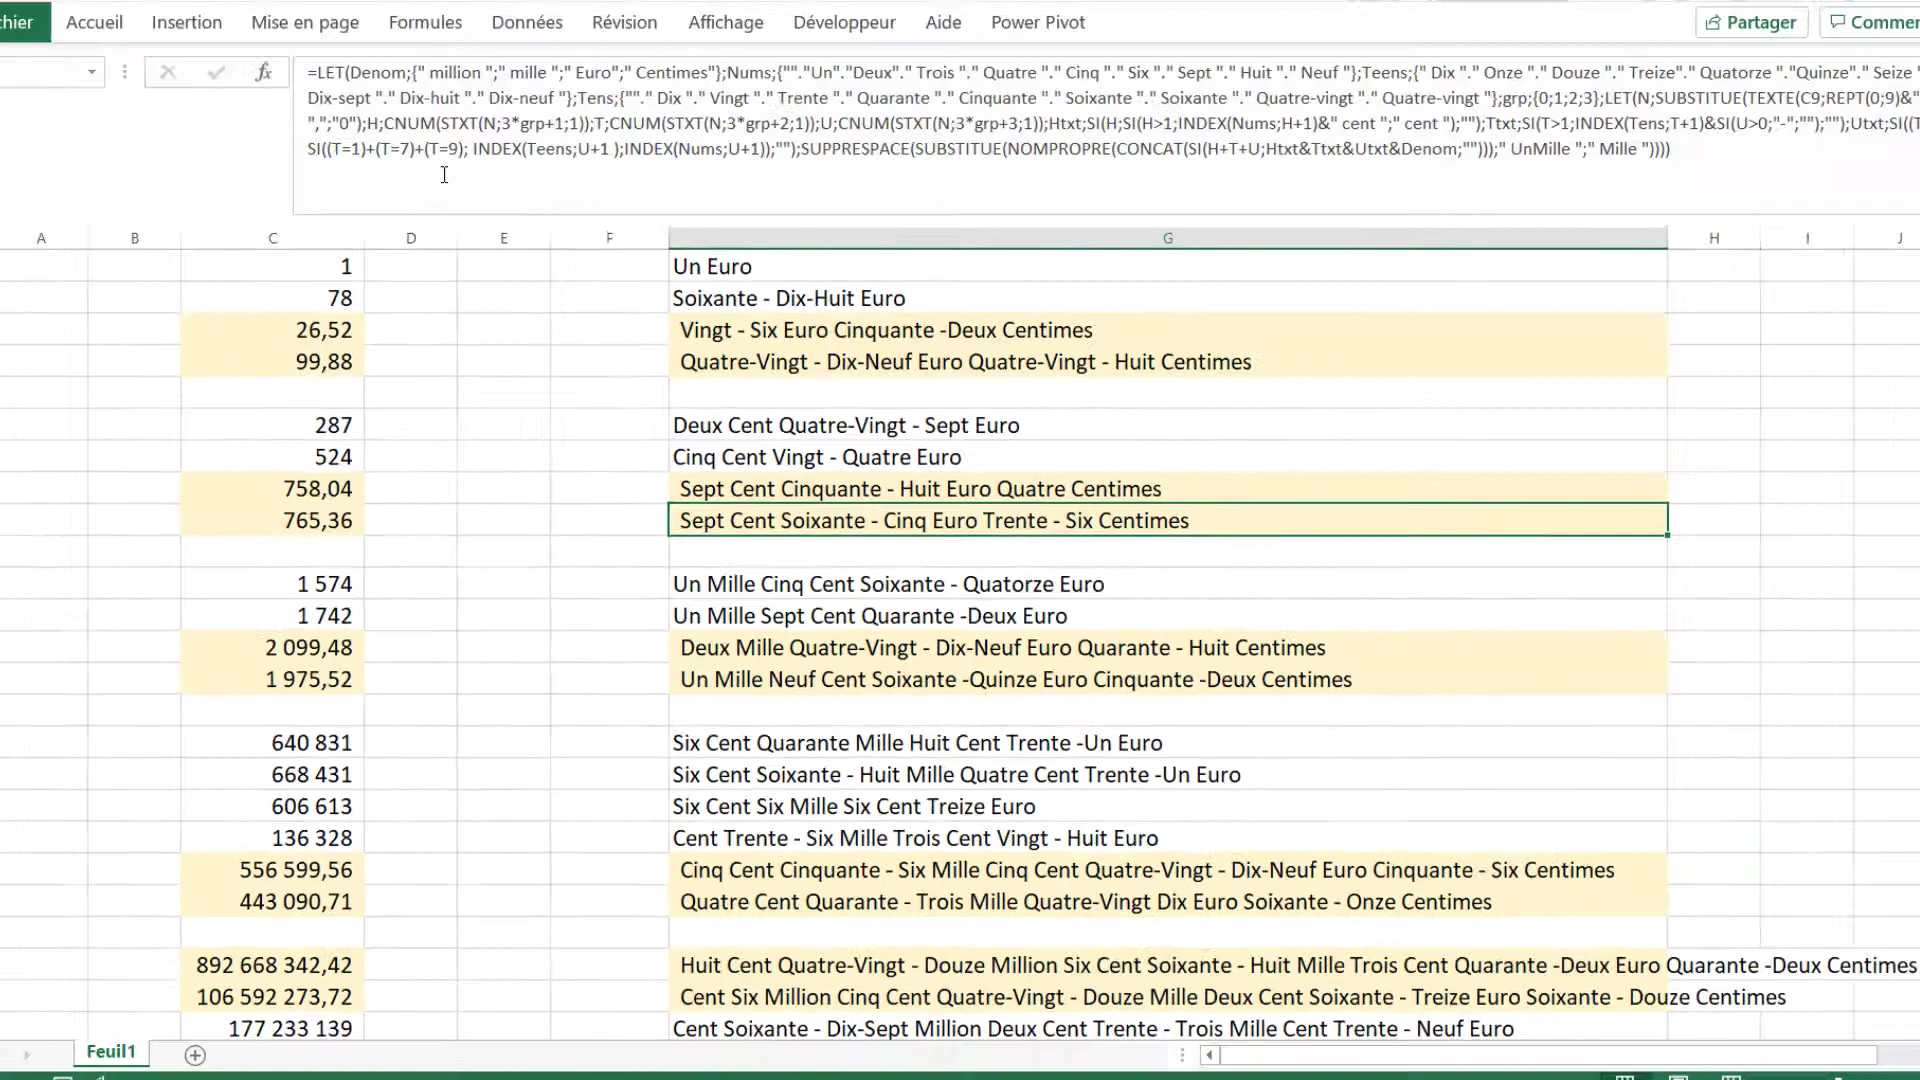 hier Accueil Insertion Mise en page Formules Données Révision Affichage Développeur Aide Power Pivot Partager Commen
fx =LET(Denom;{" million ";" mille ";" Euro";" Centimes"};Nums;{""."Un"."Deux"." Trois "." Quatre "." Cinq "." Six "." Sept "." Huit "." Neuf "};Teens;{" Dix "." Onze "." Douze "." Treize"." Quatorze "."Quinze"." Seize "
Dix-sept "." Dix-huit "." Dix-neuf "};Tens;{""." Dix "." Vingt "." Trente "." Quarante "." Cinquante "." Soixante "." Soixante "." Quatre-vingt "." Quatre-vingt "};grp;{0;1;2;3};LET(N;SUBSTITUE(TEXTE(C9;REPT(0;9)&"
",";"0");H;CNUM(STXT(N;3*grp+1;1));T;CNUM(STXT(N;3*grp+2;1));U;CNUM(STXT(N;3*grp+3;1));Htxt;SI(H;SI(H>1;INDEX(Nums;H+1)&" cent ";" cent ");"");Ttxt;SI(T>1;INDEX(Tens;T+1)&SI(U>0;"-";"");"");Utxt;SI((T
SI((T=1)+(T=7)+(T=9); INDEX(Teens;U+1 );INDEX(Nums;U+1));"");SUPPRESPACE(SUBSTITUE(NOMPROPRE(CONCAT(SI(H+T+U;Htxt&Ttxt&Utxt&Denom;"")));" UnMille ";" Mille "))))
A B C D E F G H I J
1 Un Euro
78 Soixante - Dix-Huit Euro
26,52 Vingt - Six Euro Cinquante -Deux Centimes
99,88 Quatre-Vingt - Dix-Neuf Euro Quatre-Vingt - Huit Centimes
287 Deux Cent Quatre-Vingt - Sept Euro
524 Cinq Cent Vingt - Quatre Euro
758,04 Sept Cent Cinquante - Huit Euro Quatre Centimes
765,36 Sept Cent Soixante - Cinq Euro Trente - Six Centimes
1 574 Un Mille Cinq Cent Soixante - Quatorze Euro
1 742 Un Mille Sept Cent Quarante -Deux Euro
2 099,48 Deux Mille Quatre-Vingt - Dix-Neuf Euro Quarante - Huit Centimes
1 975,52 Un Mille Neuf Cent Soixante -Quinze Euro Cinquante -Deux Centimes
640 831 Six Cent Quarante Mille Huit Cent Trente -Un Euro
668 431 Six Cent Soixante - Huit Mille Quatre Cent Trente -Un Euro
606 613 Six Cent Six Mille Six Cent Treize Euro
136 328 Cent Trente - Six Mille Trois Cent Vingt - Huit Euro
556 599,56 Cinq Cent Cinquante - Six Mille Cinq Cent Quatre-Vingt - Dix-Neuf Euro Cinquante - Six Centimes
443 090,71 Quatre Cent Quarante - Trois Mille Quatre-Vingt Dix Euro Soixante - Onze Centimes
892 668 342,42 Huit Cent Quatre-Vingt - Douze Million Six Cent Soixante - Huit Mille Trois Cent Quarante -Deux Euro Quarante -Deux Centimes
106 592 273,72 Cent Six Million Cinq Cent Quatre-Vingt - Douze Mille Deux Cent Soixante - Treize Euro Soixante - Douze Centimes
177 233 139 Cent Soixante - Dix-Sept Million Deux Cent Trente - Trois Mille Cent Trente - Neuf Euro
Feuil1